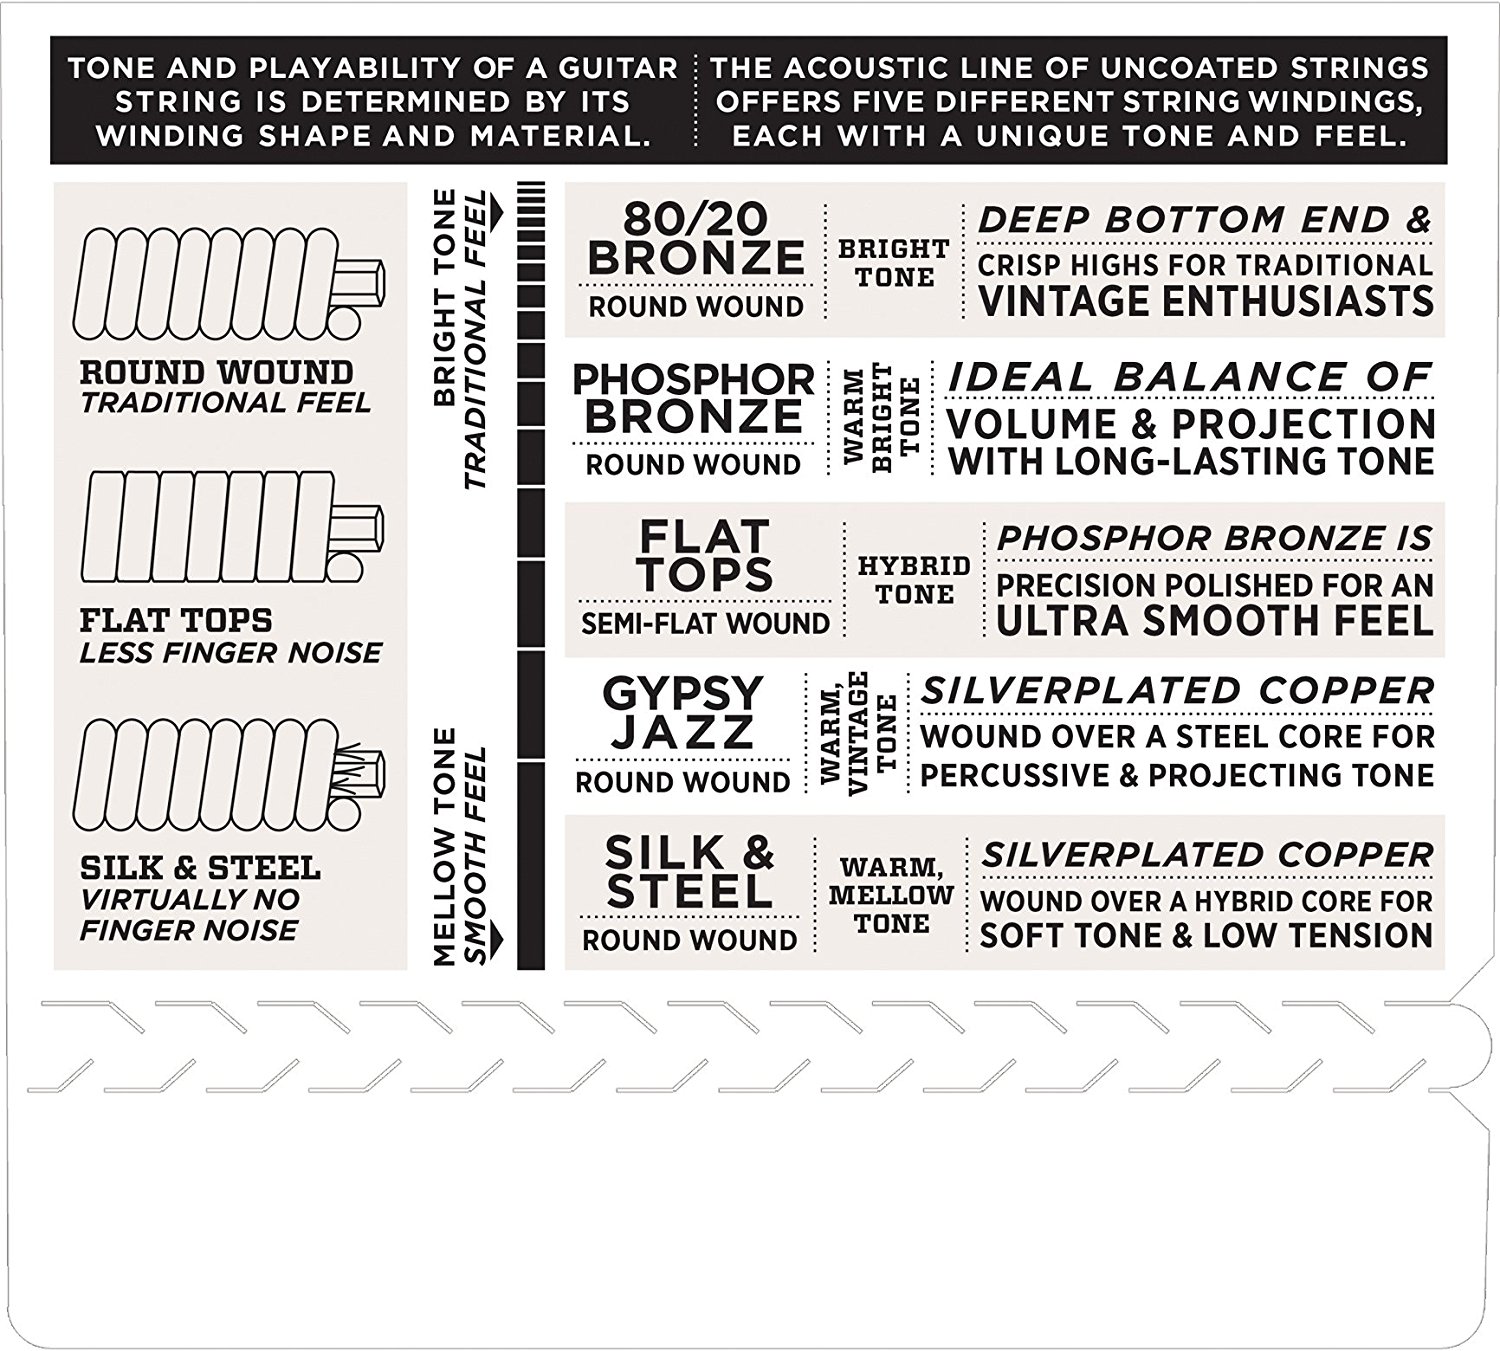 TONE AND PLAYABILITY OF A GUITAR
STRING IS DETERMINED BY ITS
WINDING SHAPE AND MATERIAL.
THE ACOUSTIC LINE OF UNCOATED STRINGS
OFFERS FIVE DIFFERENT STRING WINDINGS,
EACH WITH A UNIQUE TONE AND FEEL.
ROUND WOUND
TRADITIONAL FEEL
FLAT TOPS
LESS FINGER NOISE
SILK & STEEL
VIRTUALLY NO
FINGER NOISE
BRIGHT TONE
TRADITIONAL FEEL
MELLOW TONE
SMOOTH FEEL
80/20
BRONZE
ROUND WOUND
BRIGHT
TONE
DEEP BOTTOM END &
CRISP HIGHS FOR TRADITIONAL
VINTAGE ENTHUSIASTS
PHOSPHOR
BRONZE
ROUND WOUND
WARM
BRIGHT
TONE
IDEAL BALANCE OF
VOLUME & PROJECTION
WITH LONG-LASTING TONE
FLAT
TOPS
SEMI-FLAT WOUND
HYBRID
TONE
PHOSPHOR BRONZE IS
PRECISION POLISHED FOR AN
ULTRA SMOOTH FEEL
GYPSY
JAZZ
ROUND WOUND
WARM,
VINTAGE
TONE
SILVERPLATED COPPER
WOUND OVER A STEEL CORE FOR
PERCUSSIVE & PROJECTING TONE
SILK &
STEEL
ROUND WOUND
WARM,
MELLOW
TONE
SILVERPLATED COPPER
WOUND OVER A HYBRID CORE FOR
SOFT TONE & LOW TENSION